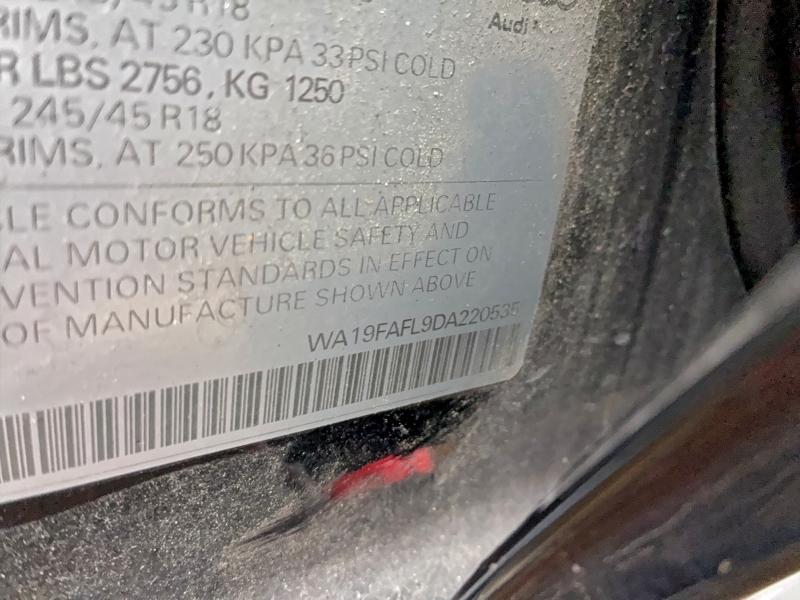 Audi
R18
RIMS, AT 230 KPA 33 PSI COLD
R LBS 2756, KG 1250
245/45 R18
RIMS, AT 250 KPA 36 PSI COLD
CLE CONFORMS TO ALL APPLICABLE
AL MOTOR VEHICLE SAFETY AND
VENTION STANDARDS IN EFFECT ON
OF MANUFACTURE SHOWN ABOVE
WA19FAFL9DA220535